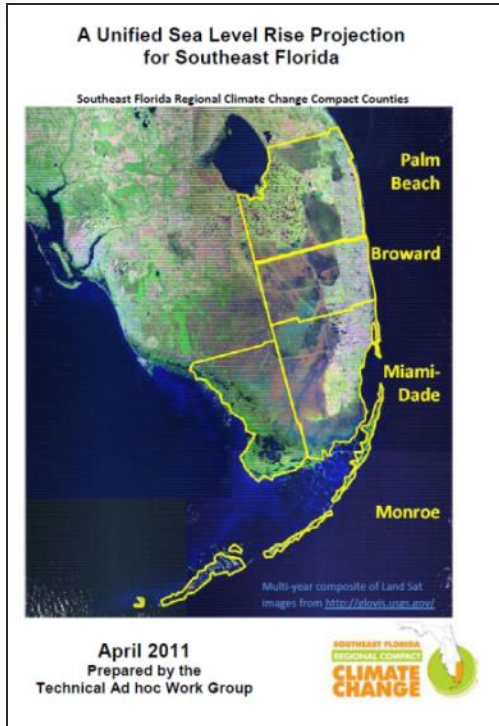 A Unified Sea Level Rise Projection
for Southeast Florida
Southeast Florida Regional Climate Change Compact Counties
Palm
Beach
Broward
Miami-
Dade
Monroe
Multi-year composite of Land Sat
images from http://glovis.usgs.gov/
April 2011
Prepared by the
Technical Ad hoc Work Group
SOUTHEAST FLORIDA
REGIONAL COMPACT
CLIMATE
CHANGE